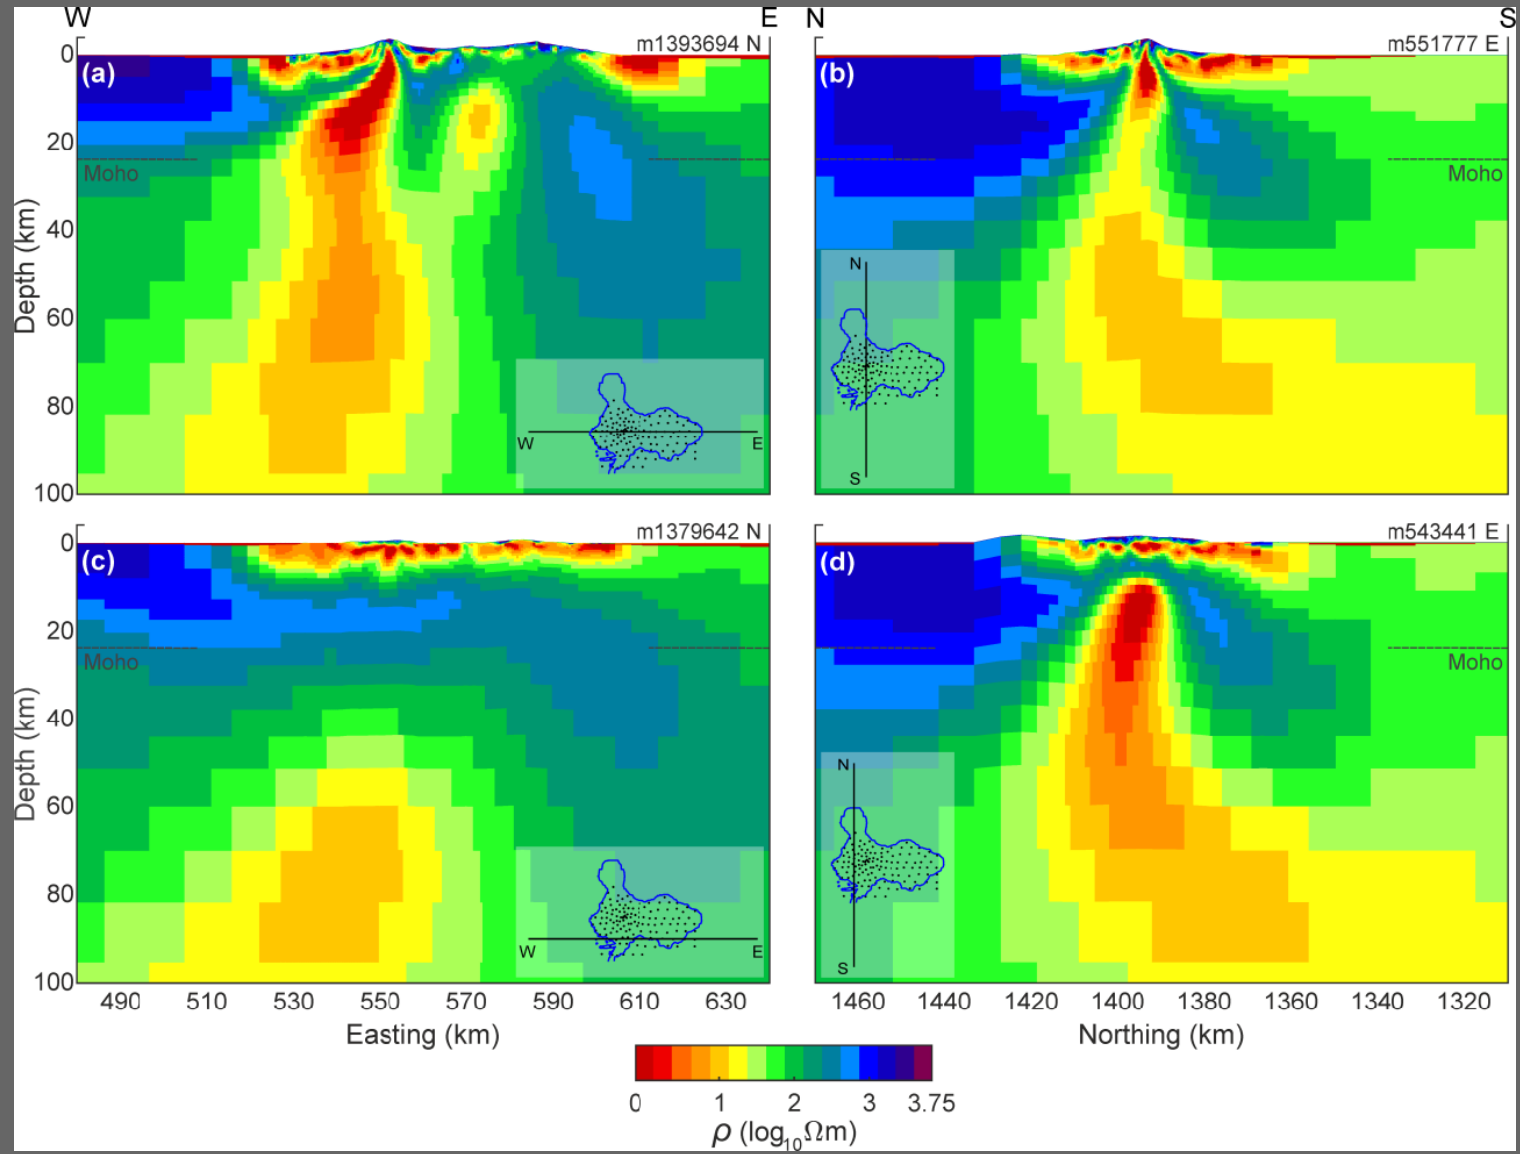 W E N S
m1393694 N
m551777 E
0
(a)
(b)
20
Moho
Moho
40
Depth (km)
60
80
100
W E
N
S
m1379642 N
m543441 E
0
(c)
(d)
20
Moho
Moho
40
Depth (km)
60
80
100
W E
N
S
490 510 530 550 570 590 610 630
1460 1440 1420 1400 1380 1360 1340 1320
Easting (km)
Northing (km)
0 1 2 3 3.75
ρ (log10Ωm)